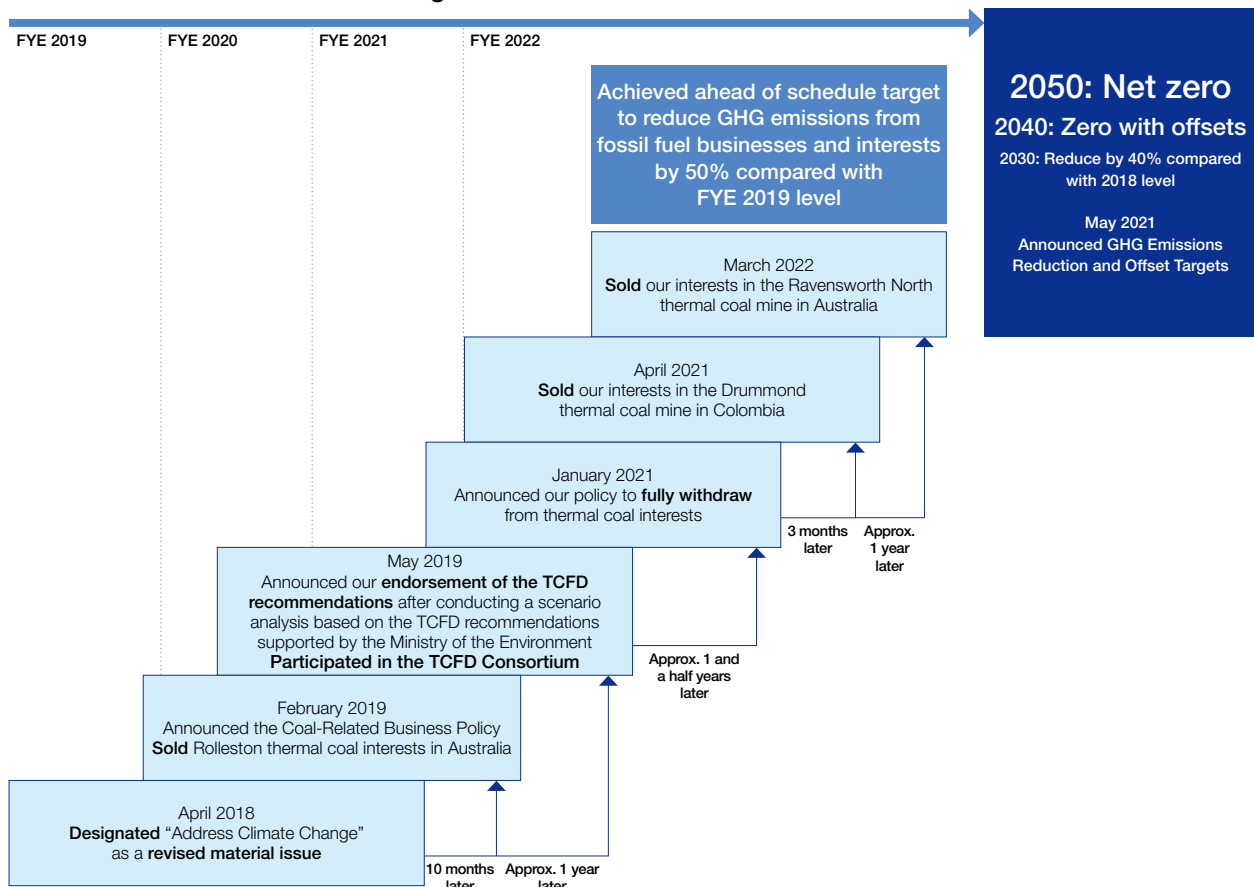 FYE 2019
FYE 2020
FYE 2021
FYE 2022
Achieved ahead of schedule target
to reduce GHG emissions from
fossil fuel businesses and interests
by 50% compared with
FYE 2019 level
2050: Net zero
2040: Zero with offsets
2030: Reduce by 40% compared
with 2018 level
May 2021
Announced GHG Emissions
Reduction and Offset Targets
March 2022
Sold our interests in the Ravensworth North
thermal coal mine in Australia
April 2021
Sold our interests in the Drummond
thermal coal mine in Colombia
January 2021
Announced our policy to fully withdraw
from thermal coal interests
3 months
later
Approx.
1 year
later
May 2019
Announced our endorsement of the TCFD
recommendations after conducting a scenario
analysis based on the TCFD recommendations
supported by the Ministry of the Environment
Participated in the TCFD Consortium
Approx. 1 and
a half years
later
February 2019
Announced the Coal-Related Business Policy
Sold Rolleston thermal coal interests in Australia
April 2018
Designated “Address Climate Change”
as a revised material issue
10 months
later
Approx. 1 year
later